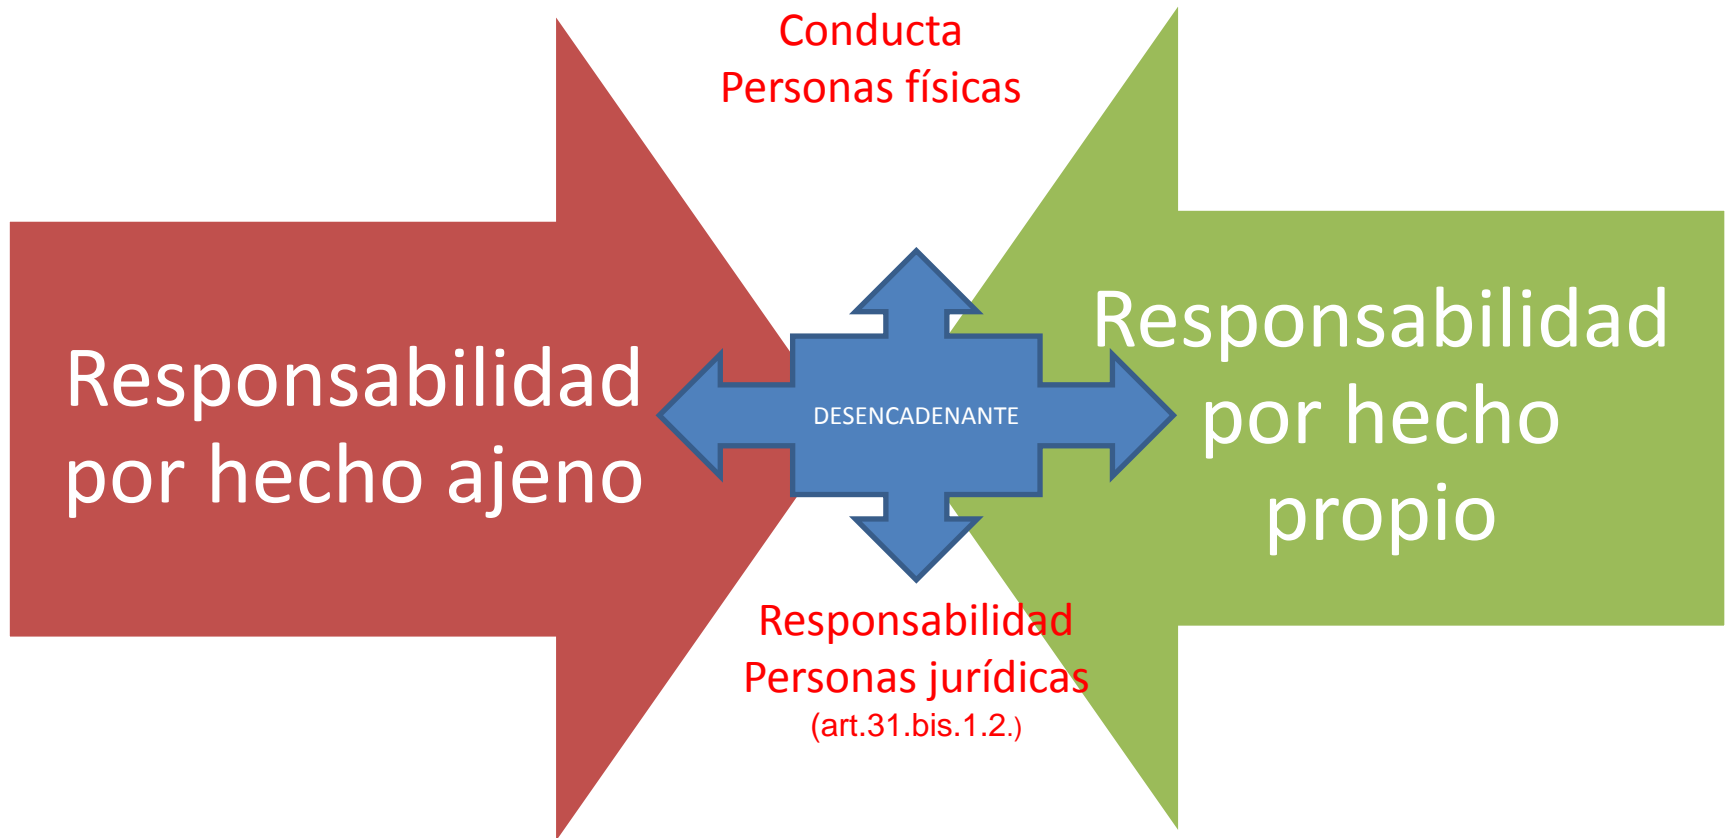 Conducta
Personas físicas
Responsabilidad
por hecho ajeno
DESENCADENANTE
Responsabilidad
por hecho
propio
Responsabilidad
Personas jurídicas
(art.31.bis.1.2.)